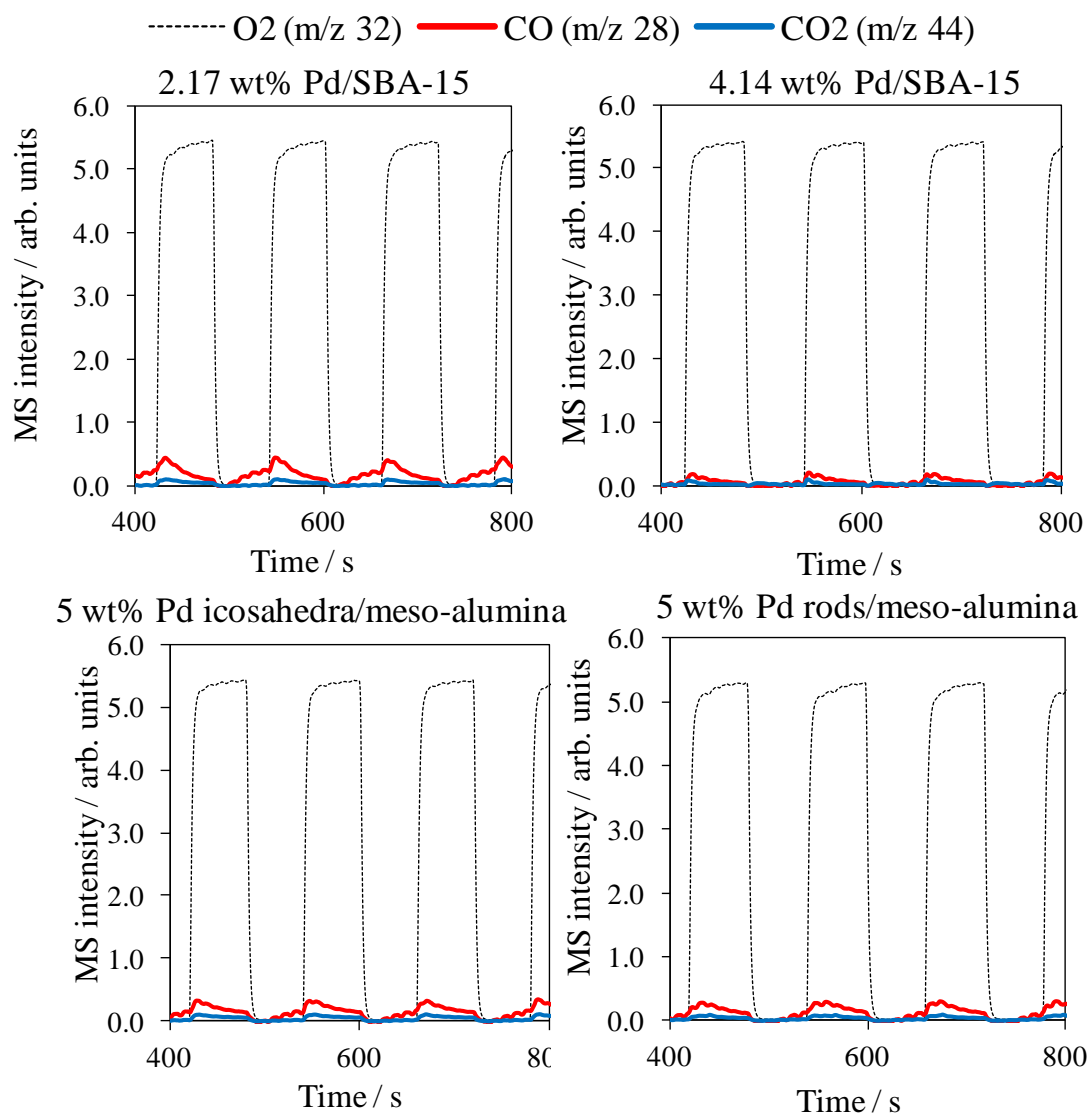 O2 (m/z 32) CO (m/z 28) CO2 (m/z 44)
2.17 wt% Pd/SBA-15
MS intensity / arb. units
6.0
5.0
4.0
3.0
2.0
1.0
0.0
400 600 800
Time / s
4.14 wt% Pd/SBA-15
MS intensity / arb. units
6.0
5.0
4.0
3.0
2.0
1.0
0.0
400 600 800
Time / s
5 wt% Pd icosahedra/meso-alumina
MS intensity / arb. units
6.0
5.0
4.0
3.0
2.0
1.0
0.0
400 600 80
Time / s
5 wt% Pd rods/meso-alumina
MS intensity / arb. units
6.0
5.0
4.0
3.0
2.0
1.0
0.0
400 600 800
Time / s